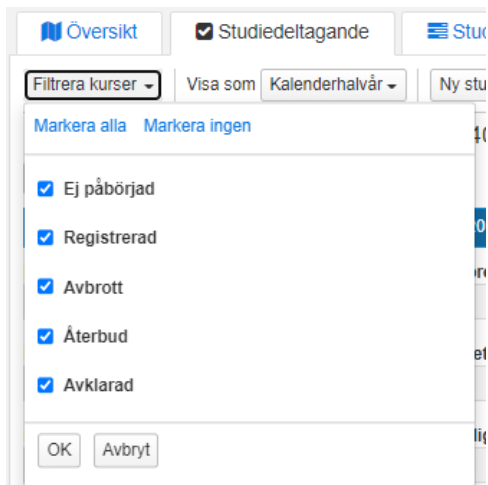 Översikt Studiedeltagande
Filtrera kurser Visa som Kalenderhalvår
Markera alla Markera ingen
Ej påbörjad
Registrerad
Avbrott
Återbud
Avklarad
OK Avbryt